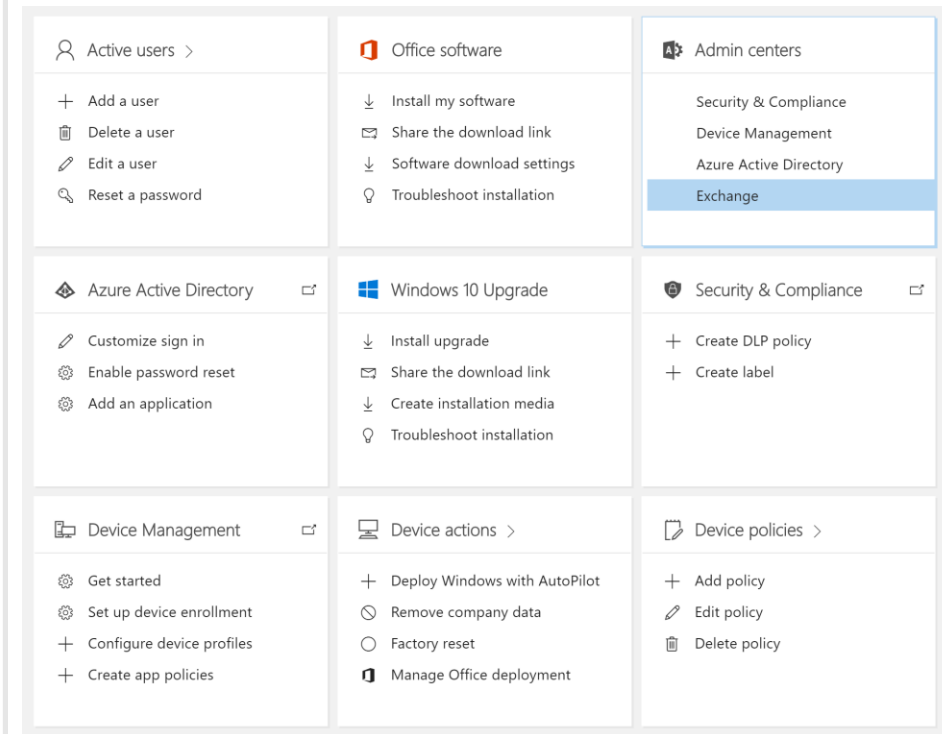 Active users >
Add a user
Delete a user
Edit a user
Reset a password
Office software
Install my software
Share the download link
Software download settings
Troubleshoot installation
Admin centers
Security & Compliance
Device Management
Azure Active Directory
Exchange
Azure Active Directory
Customize sign in
Enable password reset
Add an application
Windows 10 Upgrade
Install upgrade
Share the download link
Create installation media
Troubleshoot installation
Security & Compliance
Create DLP policy
Create label
Device Management
Get started
Set up device enrollment
Configure device profiles
Create app policies
Device actions >
Deploy Windows with AutoPilot
Remove company data
Factory reset
Manage Office deployment
Device policies >
Add policy
Edit policy
Delete policy